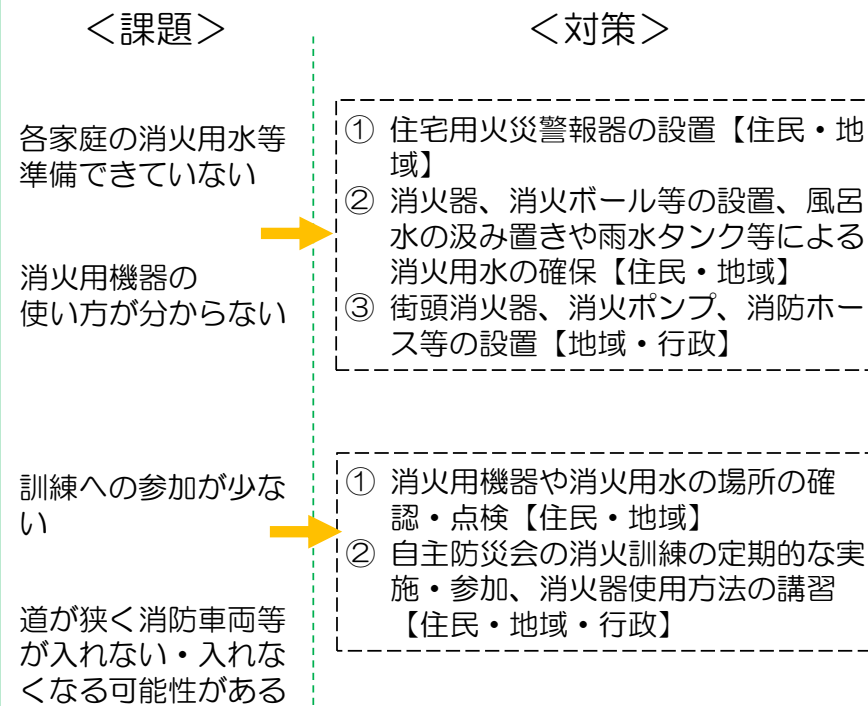 ＜課題＞
＜対策＞
各家庭の消火用水等
準備できていない
消火用機器の
使い方が分からない
① 住宅用火災警報器の設置【住民・地
域】
② 消火器、消火ボール等の設置、風呂
水の汲み置きや雨水タンク等による
消火用水の確保【住民・地域】
③ 街頭消火器、消火ポンプ、消防ホー
ス等の設置【地域・行政】
訓練への参加が少な
い
道が狭く消防車両等
が入れない・入れな
くなる可能性がある
① 消火用機器や消火用水の場所の確
認・点検【住民・地域】
② 自主防災会の消火訓練の定期的な実
施・参加、消火器使用方法の講習
【住民・地域・行政】